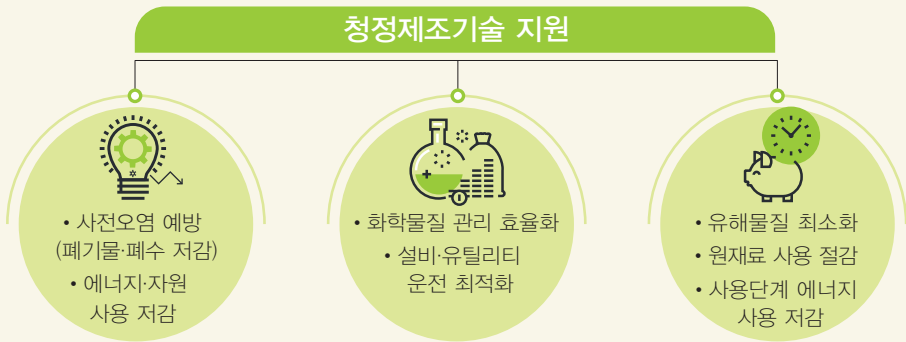 청정제조기술 지원
• 사전오염 예방
(폐기물·폐수 저감)
• 에너지·자원
사용 저감
• 화학물질 관리 효율화
• 설비·유틸리티
운전 최적화
• 유해물질 최소화
• 원재료 사용 절감
• 사용단계 에너지
사용 저감